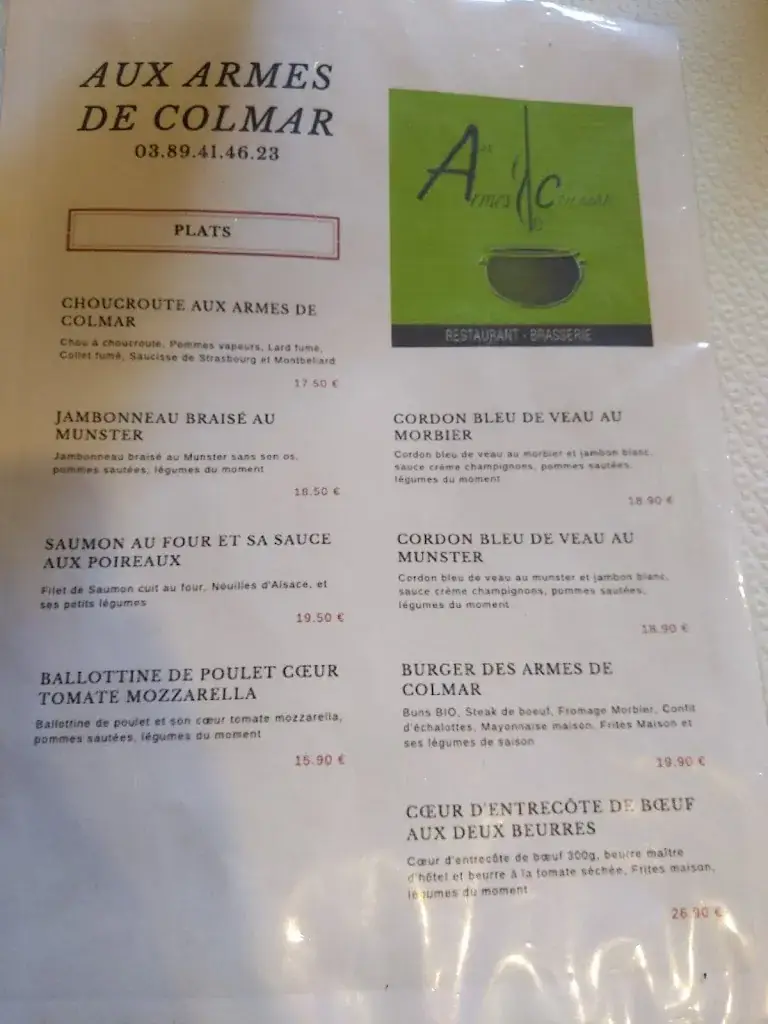 AUX ARMES
DE COLMAR
03.89.41.46.23
PLATS
CHOUCROUTE AUX ARMES DE
COLMAR
Chou à choucroute, Pommes vapeurs, Lard fumé,
Collet fumé, Saucisse de Strasbourg et Montbeliard
17.50 €
JAMBONNEAU BRAISÉ AU
MUNSTER
Jambonneau braisé au Munster sans son os,
pommes sautées, légumes du moment
18.50 €
SAUMON AU FOUR ET SA SAUCE
AUX POIREAUX
Filet de Saumon cuit au four, Nouilles d'Alsace, et
ses petits légumes
19.50 €
BALLOTTINE DE POULET CŒUR
TOMATE MOZZARELLA
Ballottine de poulet et son cœur tomate mozzarella,
pommes sautées, légumes du moment
15.90 €
Armes
RESTAURANT - BRASSERIE
CORDON BLEU DE VEAU AU
MORBIER
Cordon bleu de veau au morbier et jambon blanc,
sauce crème champignons, pommes sautées,
légumes du moment
18.90 €
CORDON BLEU DE VEAU AU
MUNSTER
Cordon bleu de veau au munster et jambon blanc,
sauce crème champignons, pommes sautées,
légumes du moment
18.90 €
BURGER DES ARMES DE
COLMAR
Buns BIO, Steak de boeuf, Fromage Morbier, Confit
d'échalottes, Mayonnaise maison, Frites Maison et
ses légumes de saison
19.90 €
CŒUR D'ENTRECÔTE DE BŒUF
AUX DEUX BEURRES
Cœur d'entrecôte de bœuf 300g, beurre maître
d'hôtel et beurre à la tomate séchée, Frites maison,
légumes du moment
26.90 €